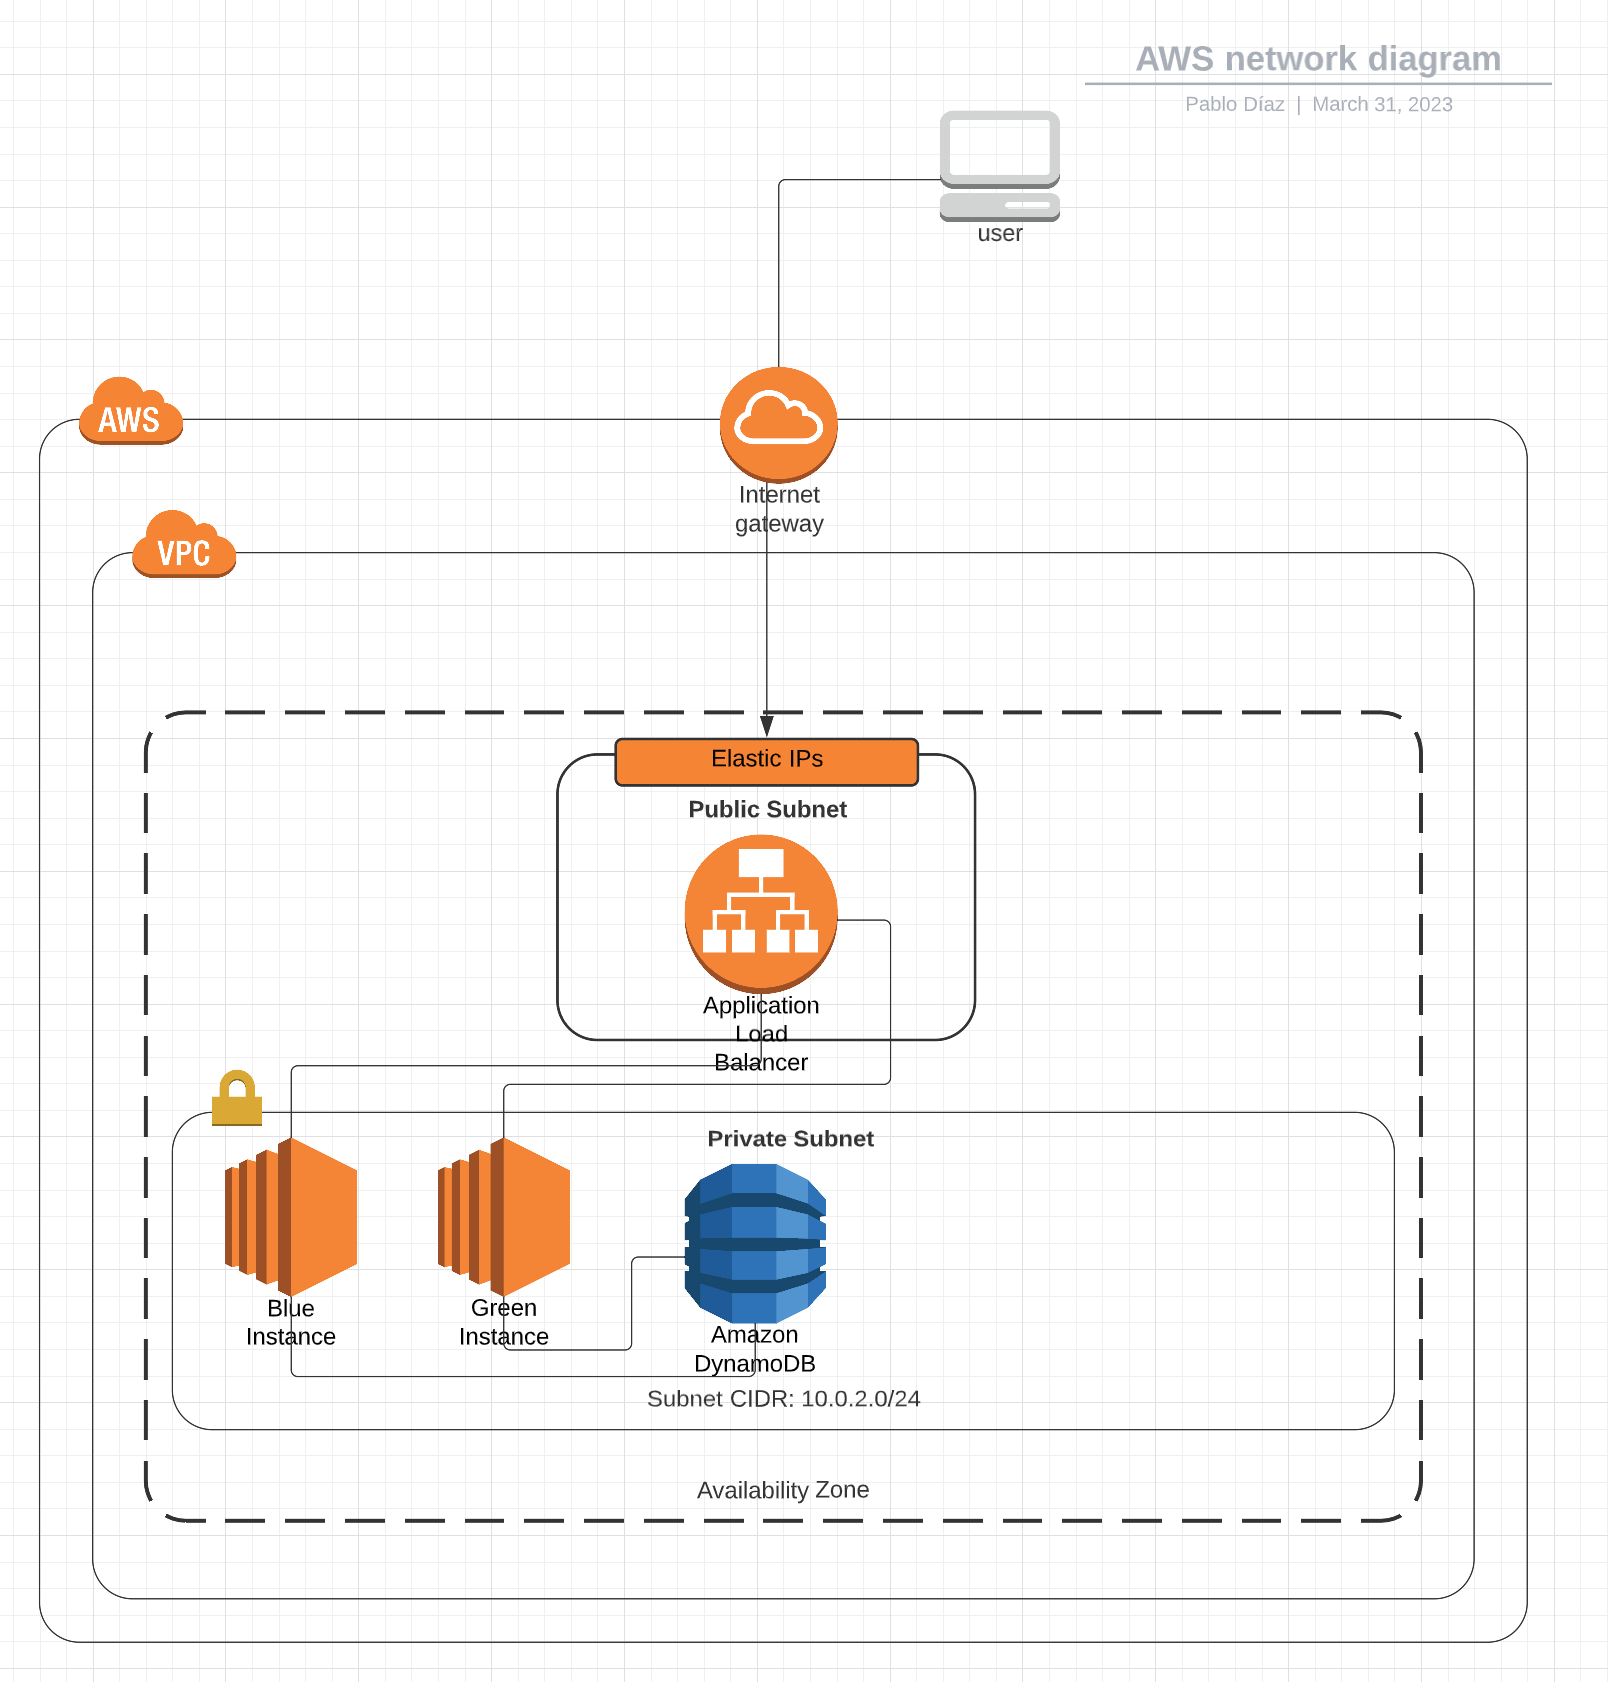 AWS network diagram
Pablo Díaz | March 31, 2023
user
AWS
Internet
gateway
VPC
Elastic IPs
Public Subnet
Application
Load
Balancer
Private Subnet
Blue
Instance
Green
Instance
Amazon
DynamoDB
Subnet CIDR: 10.0.2.0/24
Availability Zone